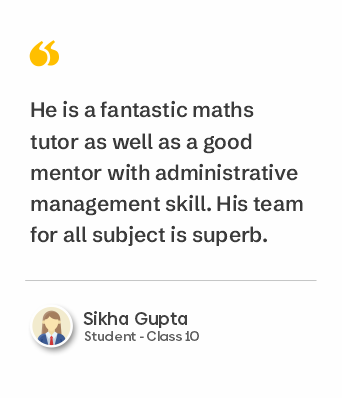 He is a fantastic maths
tutor as well as a good
mentor with administrative
management skill. His team
for all subject is superb.
Sikha Gupta
Student - Class 10